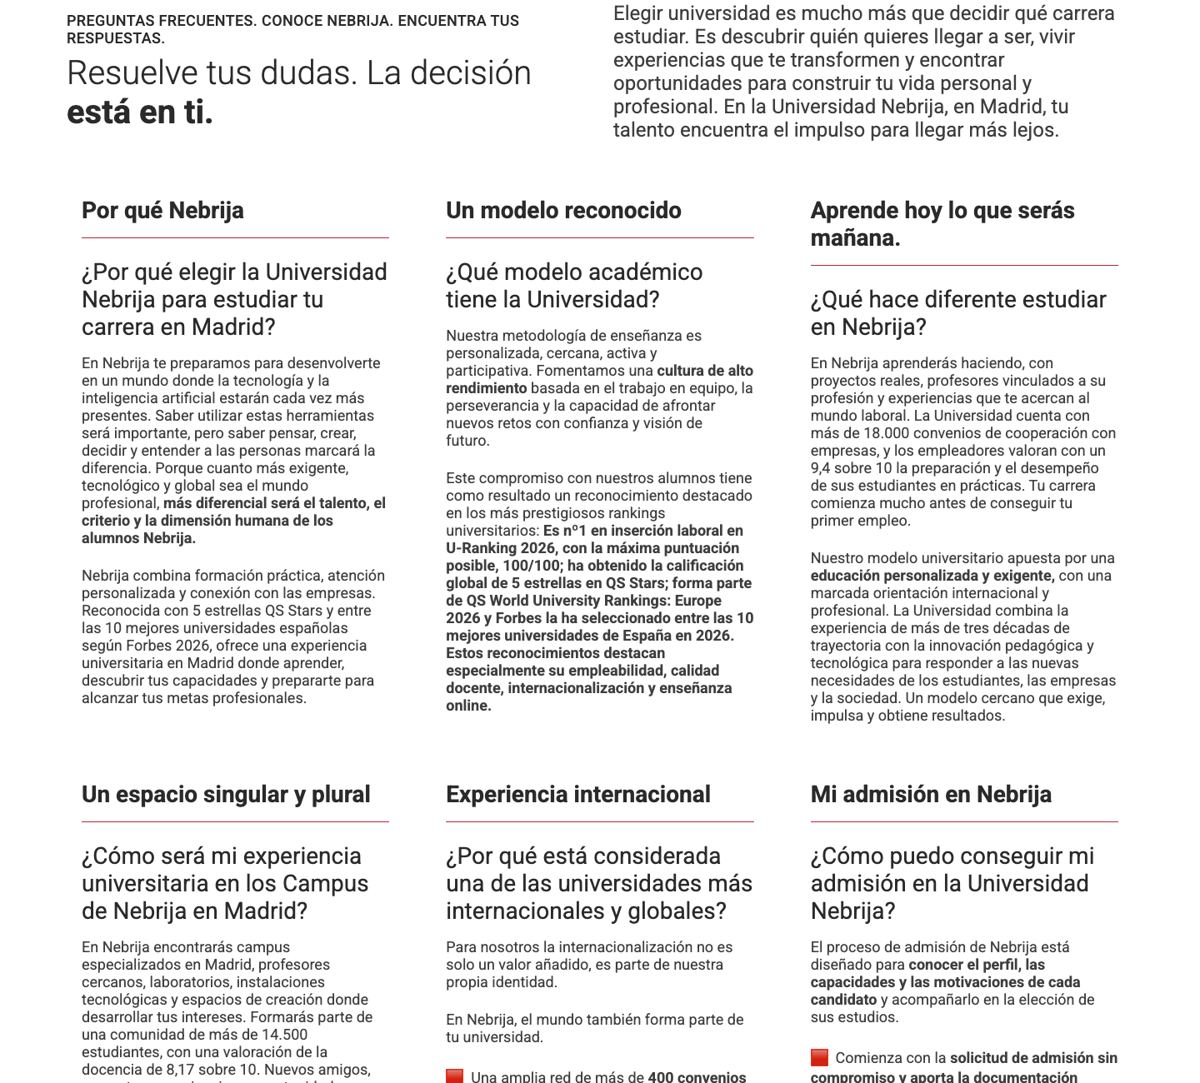 PREGUNTAS FRECUENTES. CONOCE NEBRIJA. ENCUENTRA TUS
RESPUESTAS.
Resuelve tus dudas. La decisión
está en ti.
Elegir universidad es mucho más que decidir qué carrera
estudiar. Es descubrir quién quieres llegar a ser, vivir
experiencias que te transformen y encontrar
oportunidades para construir tu vida personal y
profesional. En la Universidad Nebrija, en Madrid, tu
talento encuentra el impulso para llegar más lejos.
Por qué Nebrija
¿Por qué elegir la Universidad
Nebrija para estudiar tu
carrera en Madrid?
En Nebrija te preparamos para desenvolverte
en un mundo donde la tecnología y la
inteligencia artificial estarán cada vez más
presentes. Saber utilizar estas herramientas
será importante, pero saber pensar, crear,
decidir y entender a las personas marcará la
diferencia. Porque cuanto más exigente,
tecnológico y global sea el mundo
profesional, más diferencial será el talento, el
criterio y la dimensión humana de los
alumnos Nebrija.
Nebrija combina formación práctica, atención
personalizada y conexión con las empresas.
Reconocida con 5 estrellas QS Stars y entre
las 10 mejores universidades españolas
según Forbes 2026, ofrece una experiencia
universitaria en Madrid donde aprender,
descubrir tus capacidades y prepararte para
alcanzar tus metas profesionales.
Un modelo reconocido
¿Qué modelo académico
tiene la Universidad?
Nuestra metodología de enseñanza es
personalizada, cercana, activa y
participativa. Fomentamos una cultura de alto
rendimiento basada en el trabajo en equipo, la
perseverancia y la capacidad de afrontar
nuevos retos con confianza y visión de
futuro.
Este compromiso con nuestros alumnos tiene
como resultado un reconocimiento destacado
en los más prestigiosos rankings
universitarios: Es nº1 en inserción laboral en
U-Ranking 2026, con la máxima puntuación
posible, 100/100; ha obtenido la calificación
global de 5 estrellas en QS Stars; forma parte
de QS World University Rankings: Europe
2026 y Forbes la ha seleccionado entre las 10
mejores universidades de España en 2026.
Estos reconocimientos destacan
especialmente su empleabilidad, calidad
docente, internacionalización y enseñanza
online.
Aprende hoy lo que serás
mañana.
¿Qué hace diferente estudiar
en Nebrija?
En Nebrija aprenderás haciendo, con
proyectos reales, profesores vinculados a su
profesión y experiencias que te acercan al
mundo laboral. La Universidad cuenta con
más de 18.000 convenios de cooperación con
empresas, y los empleadores valoran con un
9,4 sobre 10 la preparación y el desempeño
de sus estudiantes en prácticas. Tu carrera
comienza mucho antes de conseguir tu
primer empleo.
Nuestro modelo universitario apuesta por una
educación personalizada y exigente, con una
marcada orientación internacional y
profesional. La Universidad combina la
experiencia de más de tres décadas de
trayectoria con la innovación pedagógica y
tecnológica para responder a las nuevas
necesidades de los estudiantes, las empresas
y la sociedad. Un modelo cercano que exige,
impulsa y obtiene resultados.
Un espacio singular y plural
¿Cómo será mi experiencia
universitaria en los Campus
de Nebrija en Madrid?
En Nebrija encontrarás campus
especializados en Madrid, profesores
cercanos, laboratorios, instalaciones
tecnológicas y espacios de creación donde
desarrollar tus intereses. Formarás parte de
una comunidad de más de 14.500
estudiantes, con una valoración de la
docencia de 8,17 sobre 10. Nuevos amigos,
Experiencia internacional
¿Por qué está considerada
una de las universidades más
internacionales y globales?
Para nosotros la internacionalización no es
solo un valor añadido, es parte de nuestra
propia identidad.
En Nebrija, el mundo también forma parte de
tu universidad.
Una amplia red de más de 400 convenios
Mi admisión en Nebrija
¿Cómo puedo conseguir mi
admisión en la Universidad
Nebrija?
El proceso de admisión de Nebrija está
diseñado para conocer el perfil, las
capacidades y las motivaciones de cada
candidato y acompañarlo en la elección de
sus estudios.
Comienza con la solicitud de admisión sin
compromiso y aporta la documentación